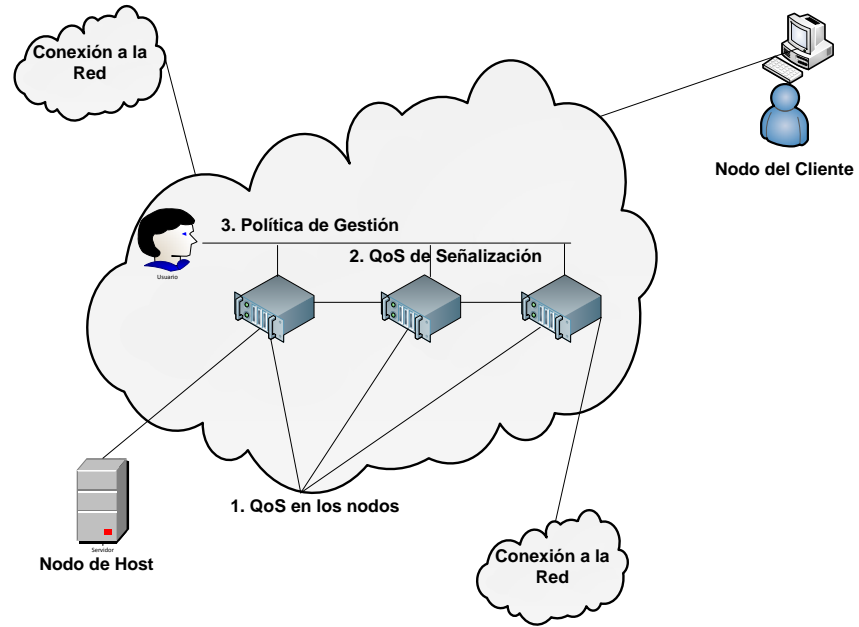 Conexión a la
Red
Nodo del Cliente
3. Política de Gestión
2. QoS de Señalización
Usuario
1. QoS en los nodos
Servidor
Nodo de Host
Conexión a la
Red